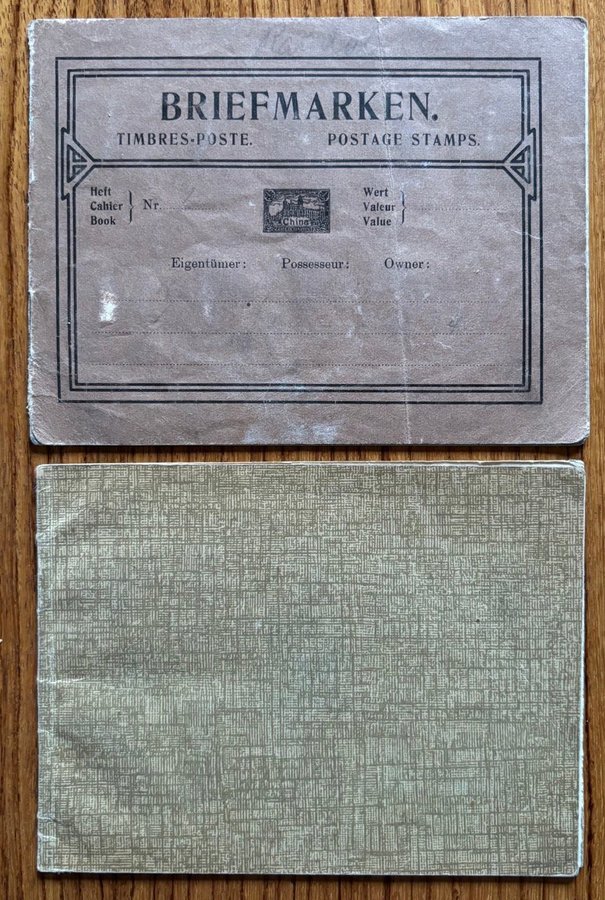 BRIEFMARKEN.
TIMBRES-POSTE. POSTAGE STAMPS.
Heft
Cahier
Book
Nr.
China
Wert
Valeur
Value
Eigentümer: Possesseur: Owner: